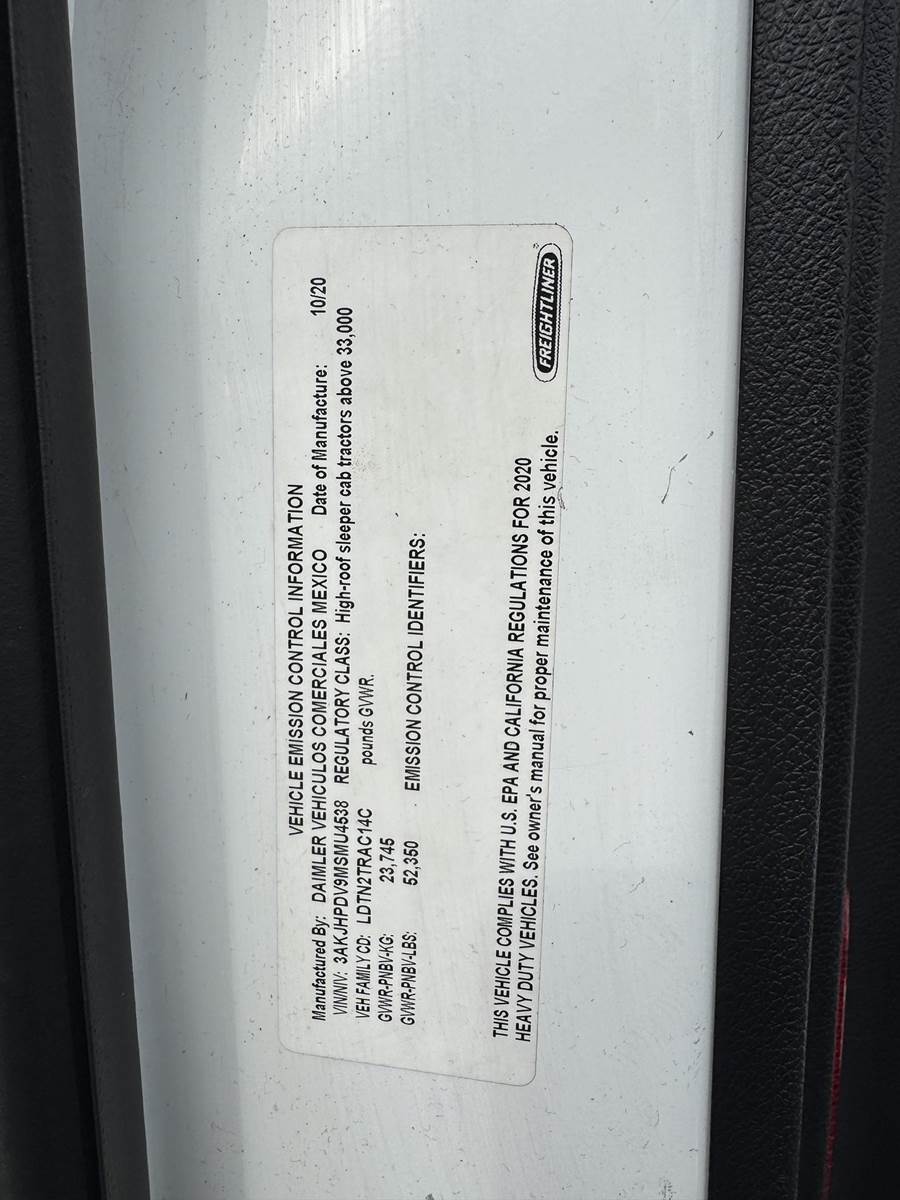 VEHICLE EMISSION CONTROL INFORMATION
Manufactured By: DAIMLER VEHICULOS COMERCIALES MEXICO Date of Manufacture: 10/20
VIN/NIV: 3AKJHPDV9MSMU4538 REGULATORY CLASS: High-roof sleeper cab tractors above 33,000
VEH FAMILY CD: LDTN2TRAC14C pounds GVWR.
GVWR-PNBV-KG: 23,745
GVWR-PNBV-LBS: 52,350 EMISSION CONTROL IDENTIFIERS:
THIS VEHICLE COMPLIES WITH U.S. EPA AND CALIFORNIA REGULATIONS FOR 2020
HEAVY DUTY VEHICLES. See owner's manual for proper maintenance of this vehicle.
FREIGHTLINER